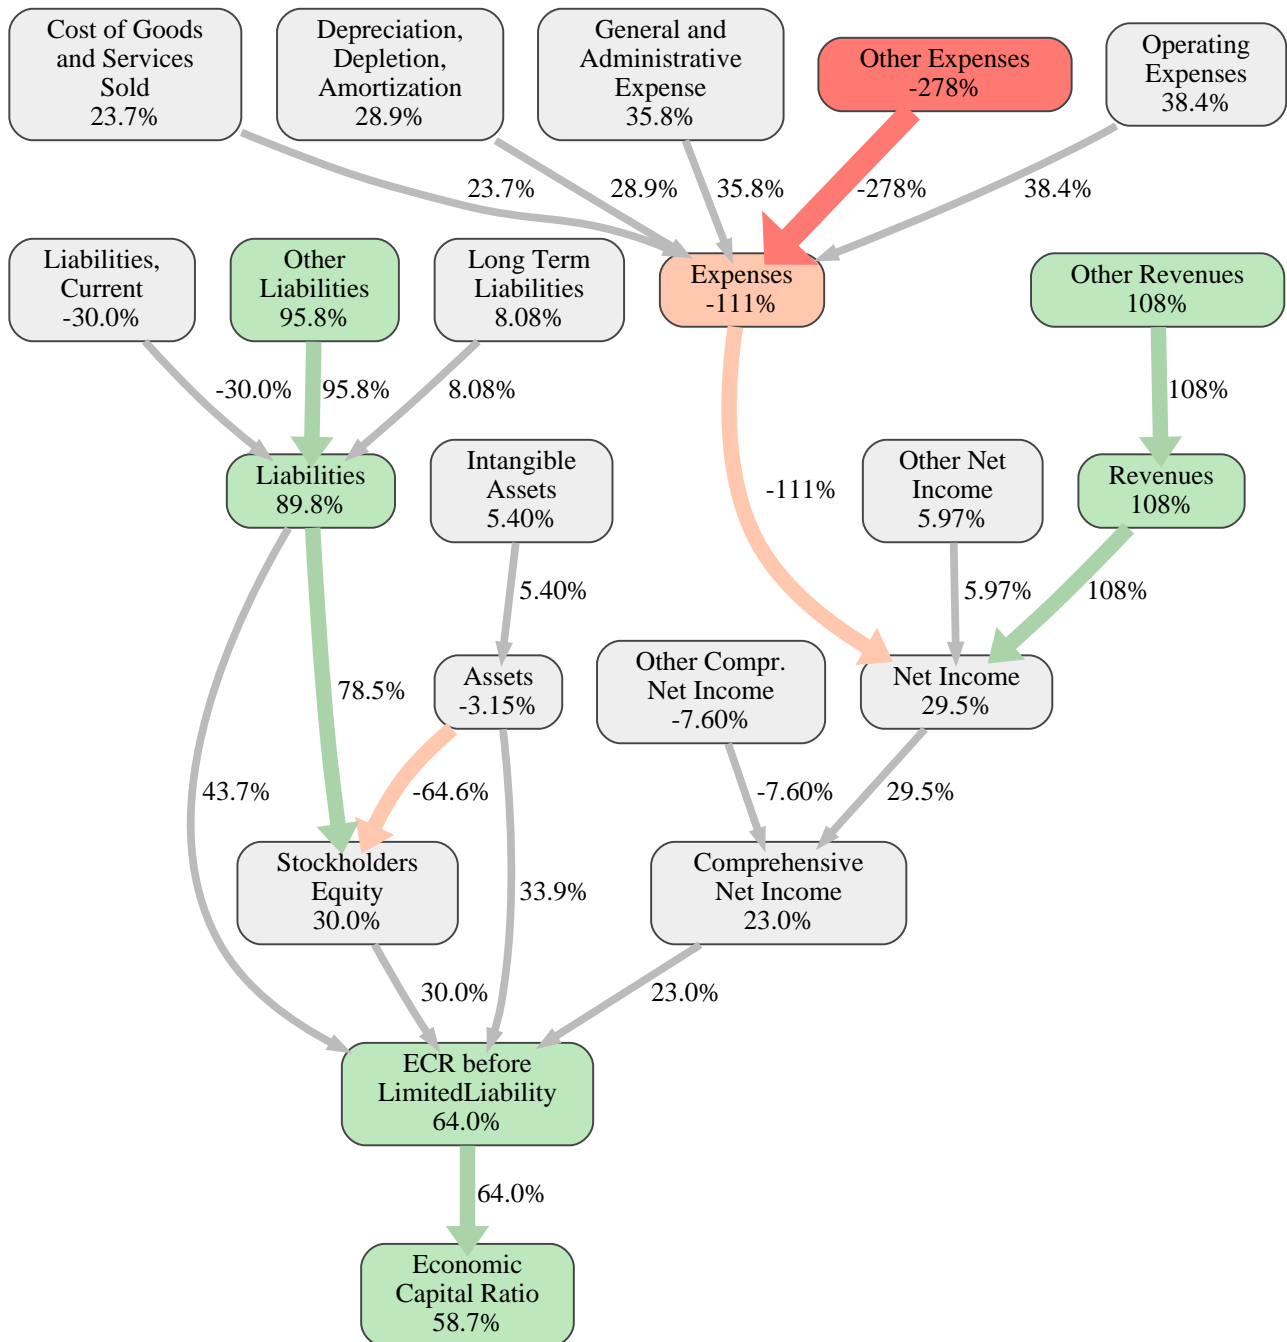 Cost of Goods
and Services
Sold
23.7%
Depreciation,
Depletion,
Amortization
28.9%
General and
Administrative
Expense
35.8%
Other Expenses
-278%
Operating
Expenses
38.4%
23.7%
28.9%
35.8%
-278%
38.4%
Liabilities,
Current
-30.0%
Other
Liabilities
95.8%
Long Term
Liabilities
8.08%
Expenses
-111%
Other Revenues
108%
-30.0%
95.8%
8.08%
-111%
108%
Liabilities
89.8%
Intangible
Assets
5.40%
Other Net
Income
5.97%
Revenues
108%
5.40%
5.97%
108%
78.5%
Assets
-3.15%
Other Compr.
Net Income
-7.60%
Net Income
29.5%
43.7%
-64.6%
33.9%
-7.60%
29.5%
Stockholders
Equity
30.0%
Comprehensive
Net Income
23.0%
30.0%
23.0%
ECR before
LimitedLiability
64.0%
64.0%
Economic
Capital Ratio
58.7%